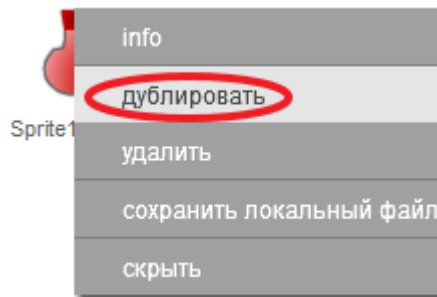 info
дублировать
Sprite1
удалить
сохранить локальный файл
скрыть